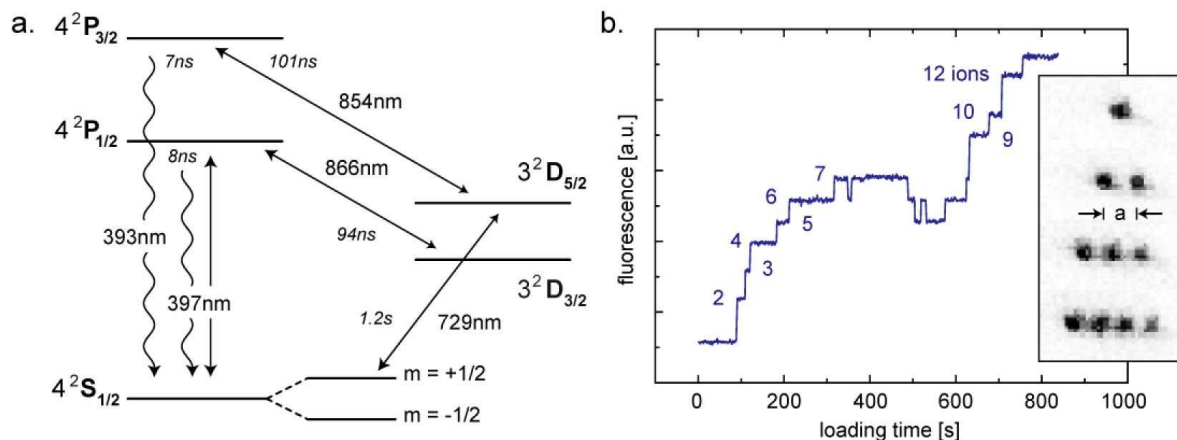 a.
4²P₃/₂
7ns
101ns
854nm
4²P₁/₂
8ns
866nm
3²D₅/₂
94ns
393nm
3²D₃/₂
397nm
1.2s
729nm
4²S₁/₂
m = +1/2
m = -1/2
b.
fluorescence [a.u.]
12 ions
10
9
7
6
5
4
3
2
a
0 200 400 600 800 1000
loading time [s]